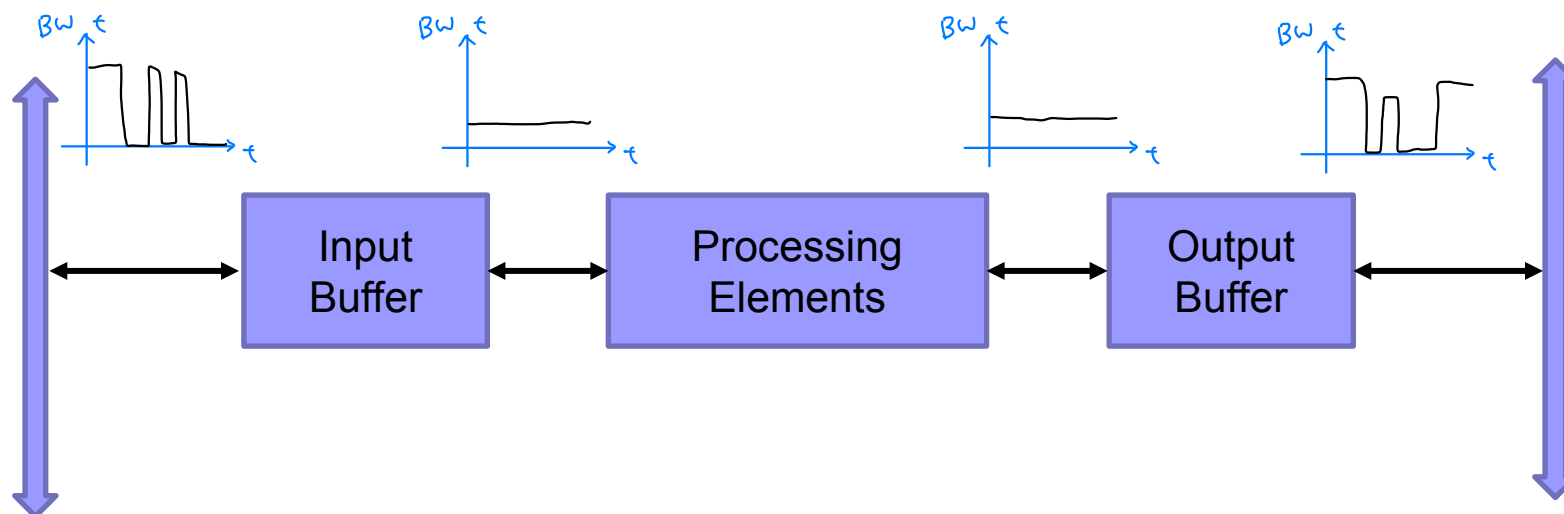 BW t
BW t
BW t
BW t
t
t
t
t
Input
Buffer
Processing
Elements
Output
Buffer